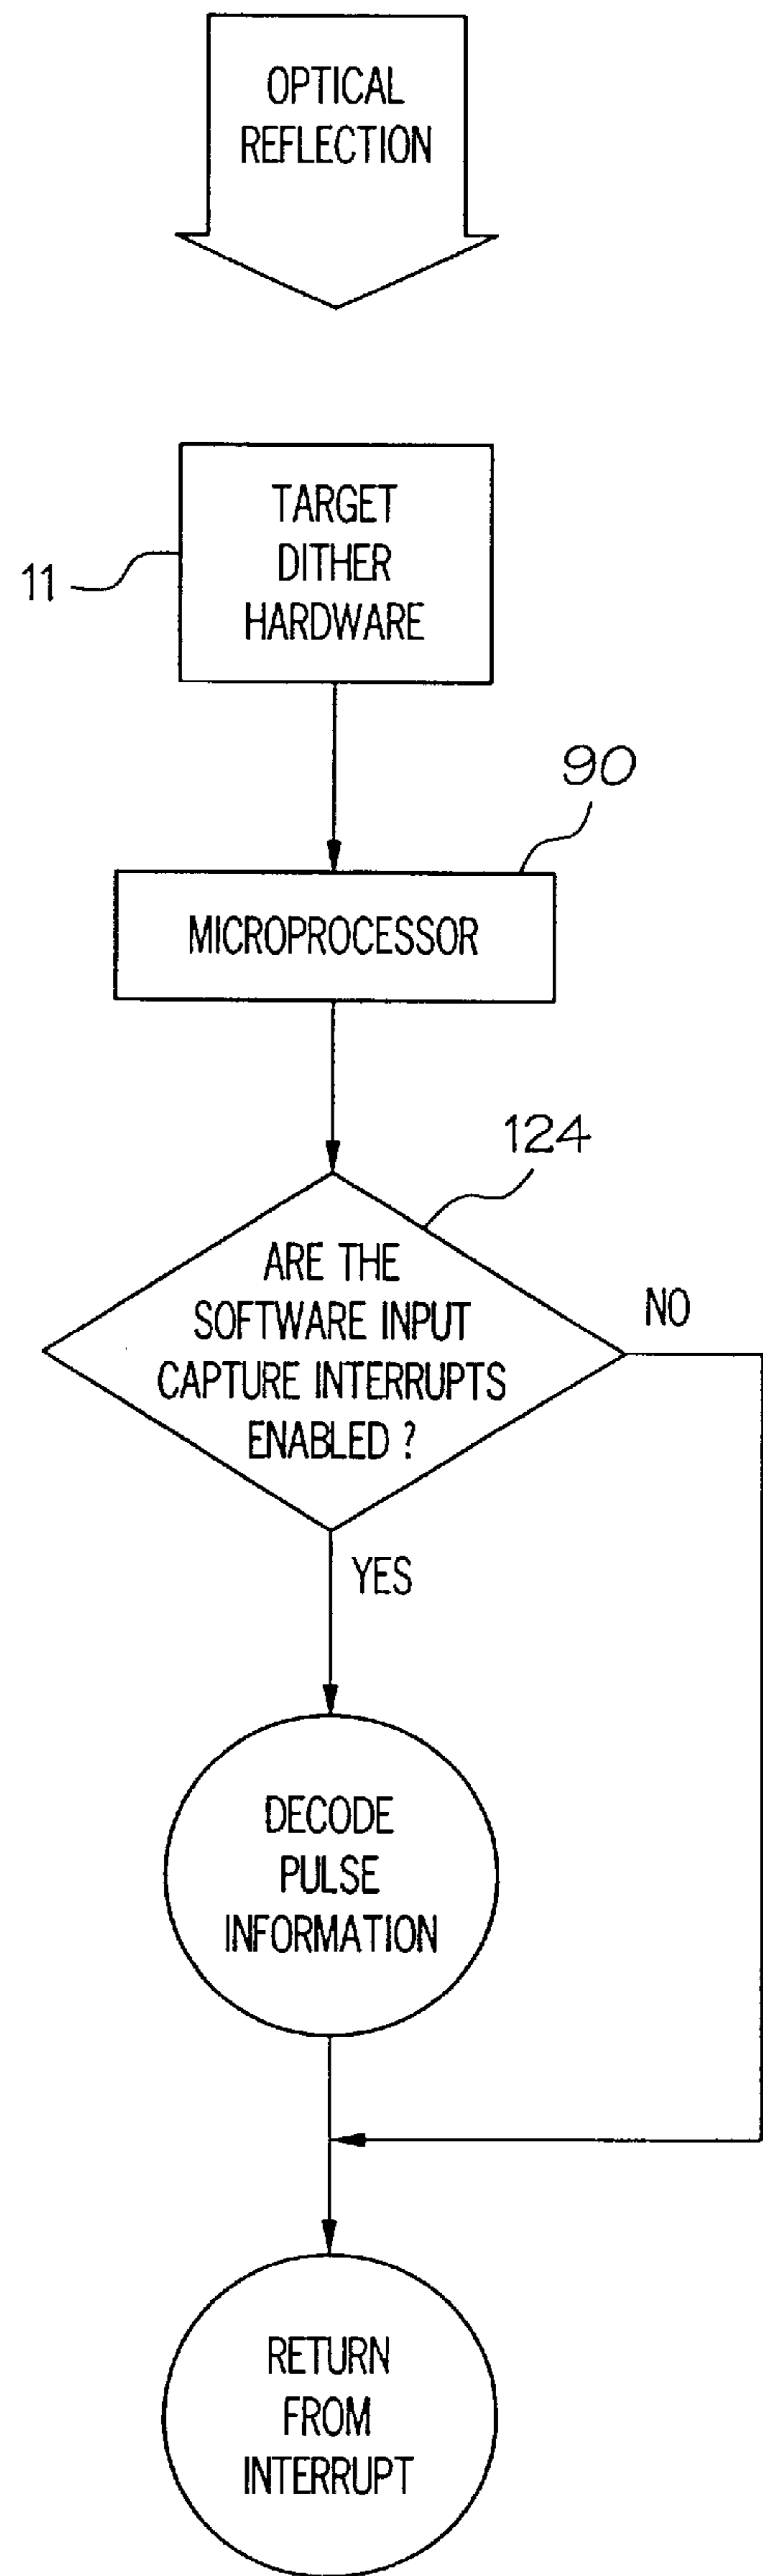 OPTICAL
REFLECTION
TARGET
DITHER
HARDWARE
11
90
MICROPROCESSOR
124
ARE THE
SOFTWARE INPUT
CAPTURE INTERRUPTS
ENABLED ?
NO
YES
DECODE
PULSE
INFORMATION
RETURN
FROM
INTERRUPT